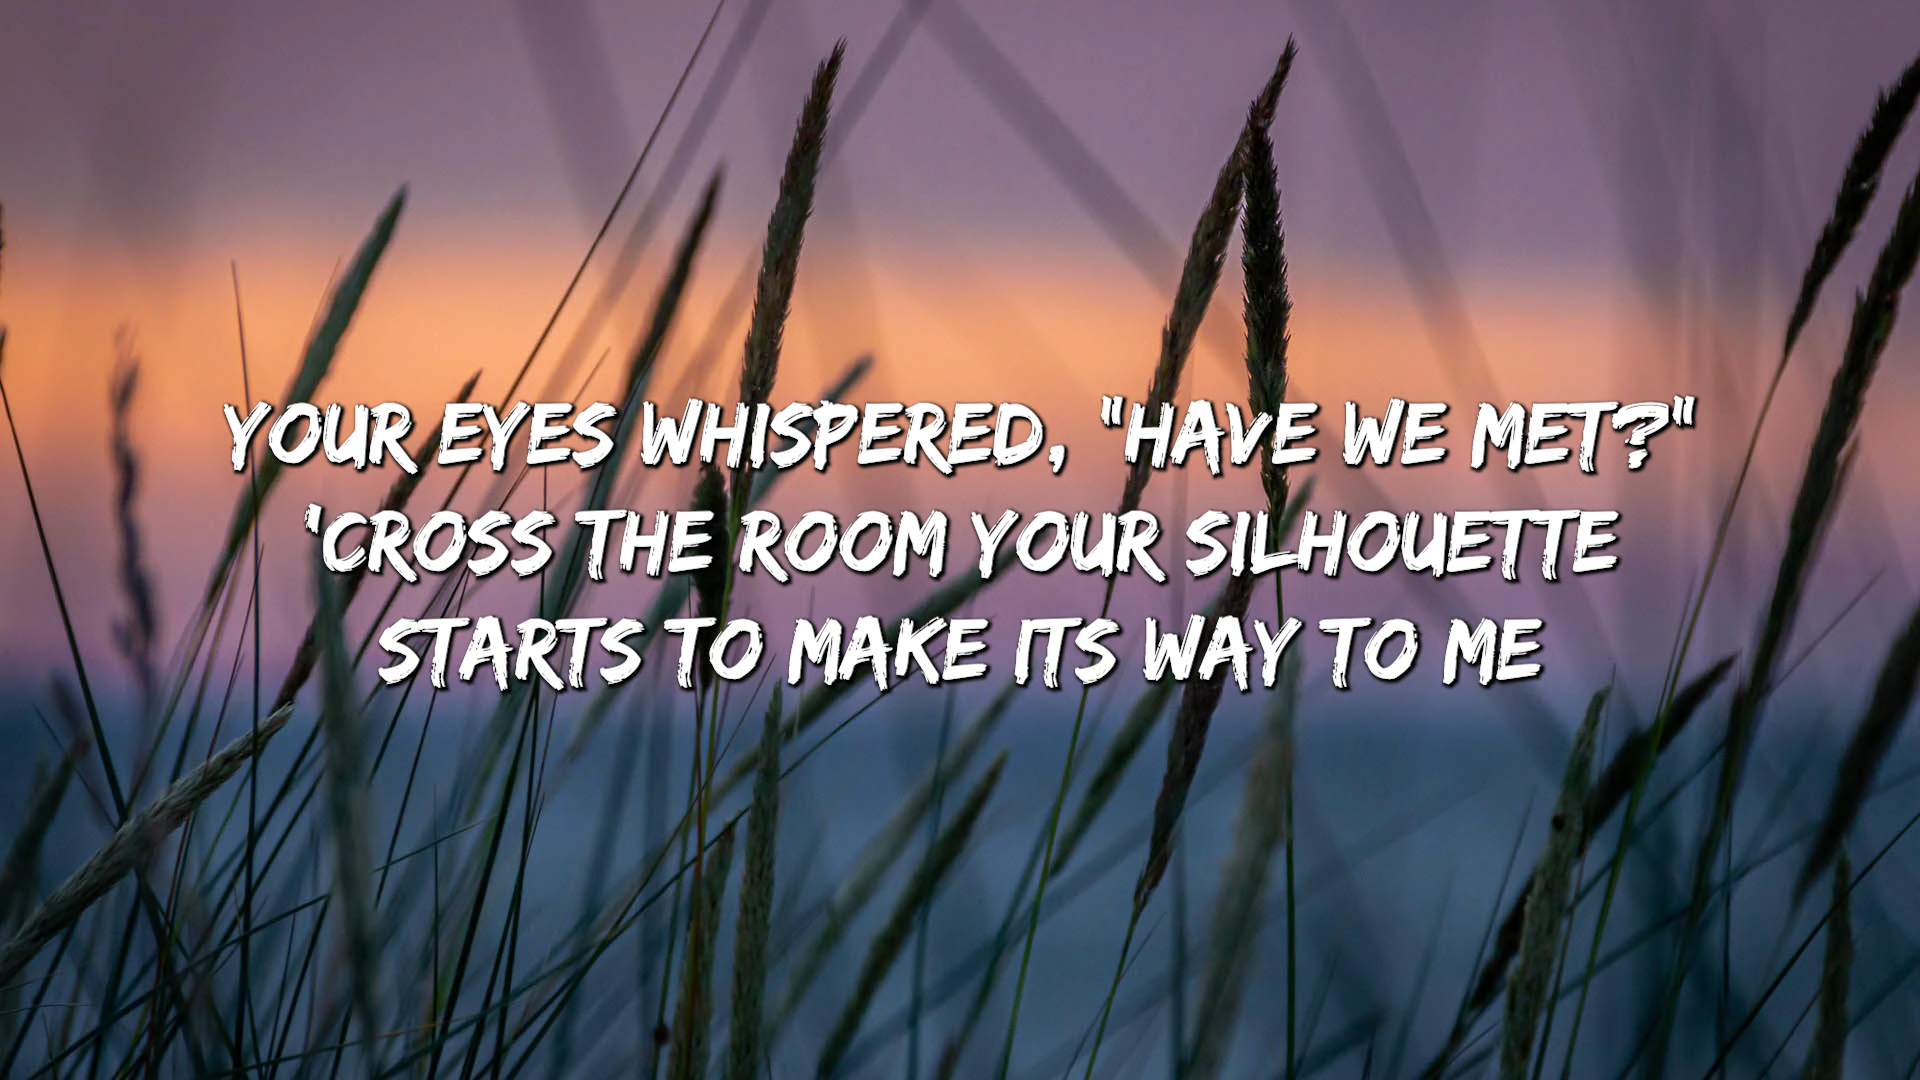 YOUR EYES WHISPERED, "HAVE WE MET?"
'CROSS THE ROOM YOUR SILHOUETTE
STARTS TO MAKE ITS WAY TO ME